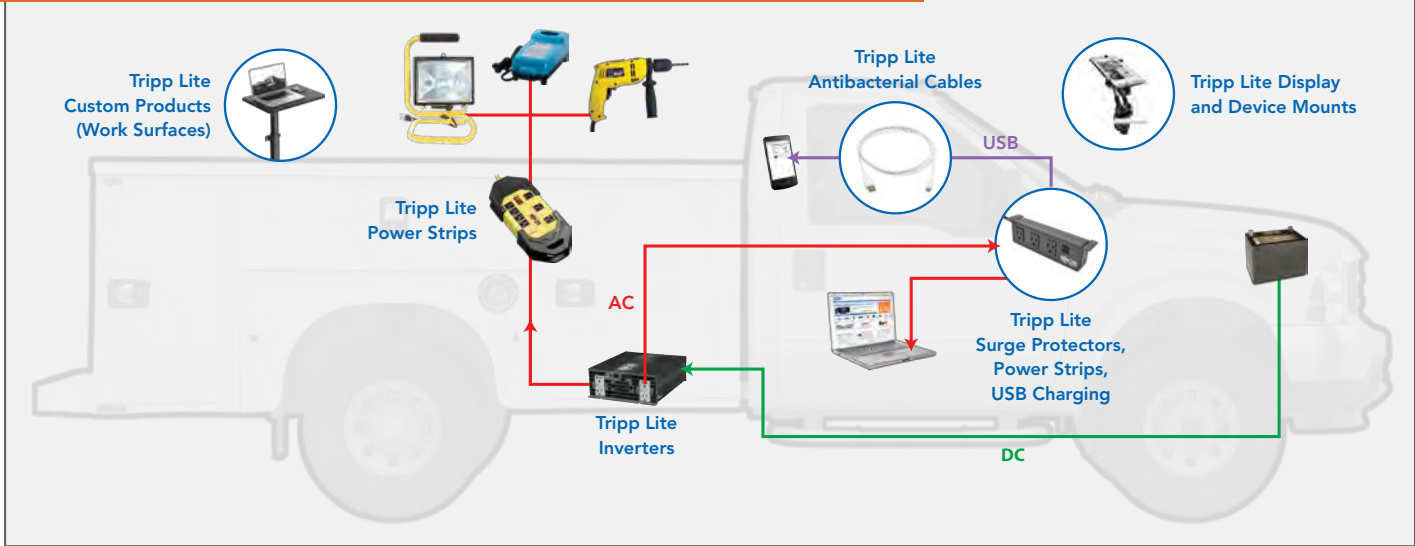 Tripp Lite
Custom Products
(Work Surfaces)
Tripp Lite
Antibacterial Cables
Tripp Lite Display
and Device Mounts
USB
Tripp Lite
Power Strips
AC
Tripp Lite
Surge Protectors,
Power Strips,
USB Charging
Tripp Lite
Inverters
DC